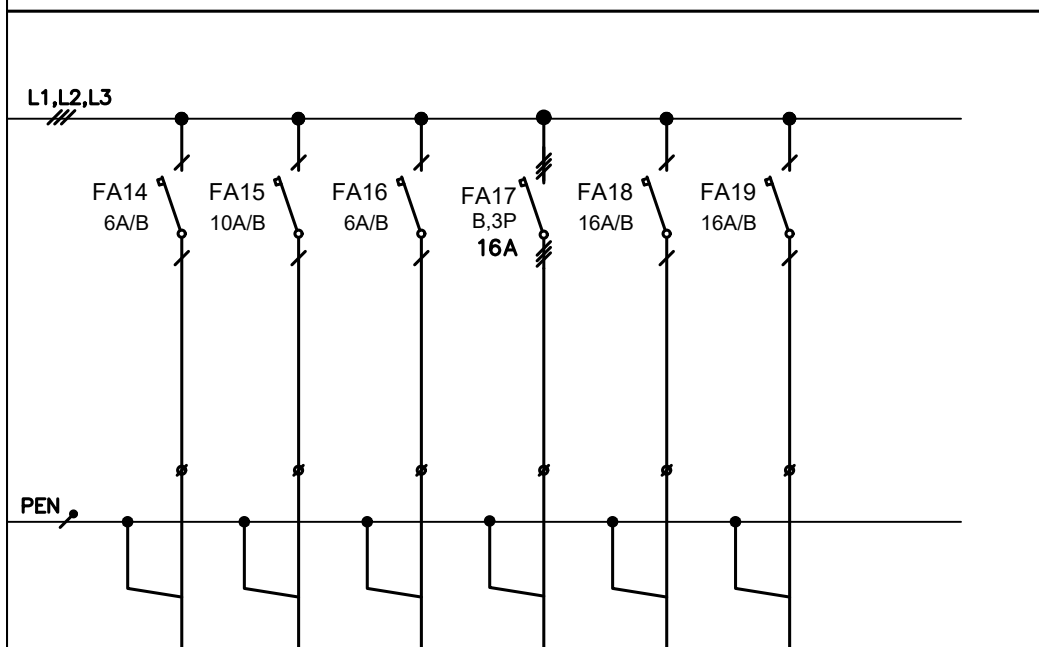 L1,L2,L3
FA14
6A/B
FA15
10A/B
FA16
6A/B
FA17
B,3P
16A
FA18
16A/B
FA19
16A/B
PEN